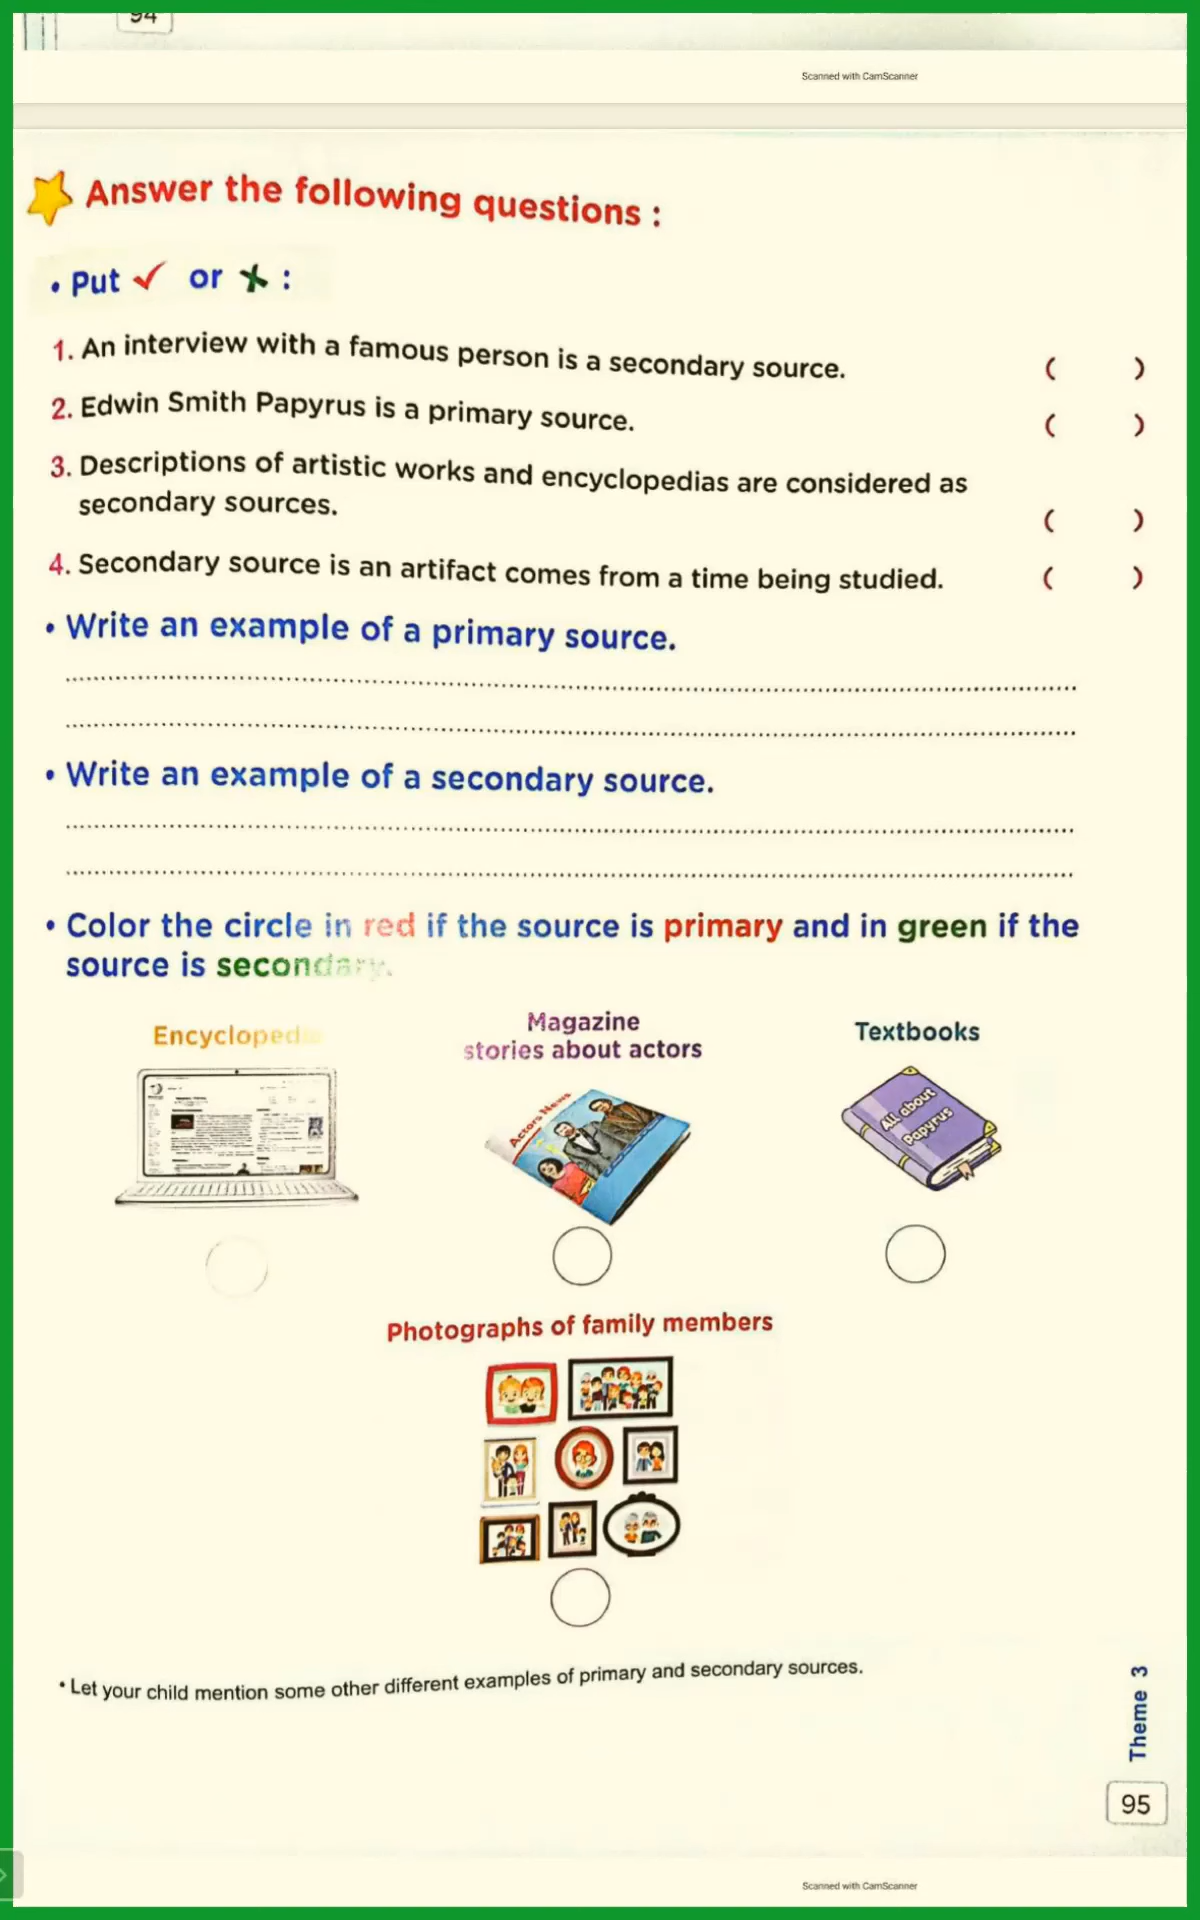 94
Scanned with CamScanner
Answer the following questions :
• Put ✓ or ✗ :
1. An interview with a famous person is a secondary source. ( )
2. Edwin Smith Papyrus is a primary source. ( )
3. Descriptions of artistic works and encyclopedias are considered as
secondary sources. ( )
4. Secondary source is an artifact comes from a time being studied. ( )
• Write an example of a primary source.
• Write an example of a secondary source.
• Color the circle in red if the source is primary and in green if the
source is secondary.
Magazine
stories about actors
Textbooks
Actors News
All about
Papyrus
Photographs of family members
• Let your child mention some other different examples of primary and secondary sources.
Theme 3
95
Scanned with CamScanner